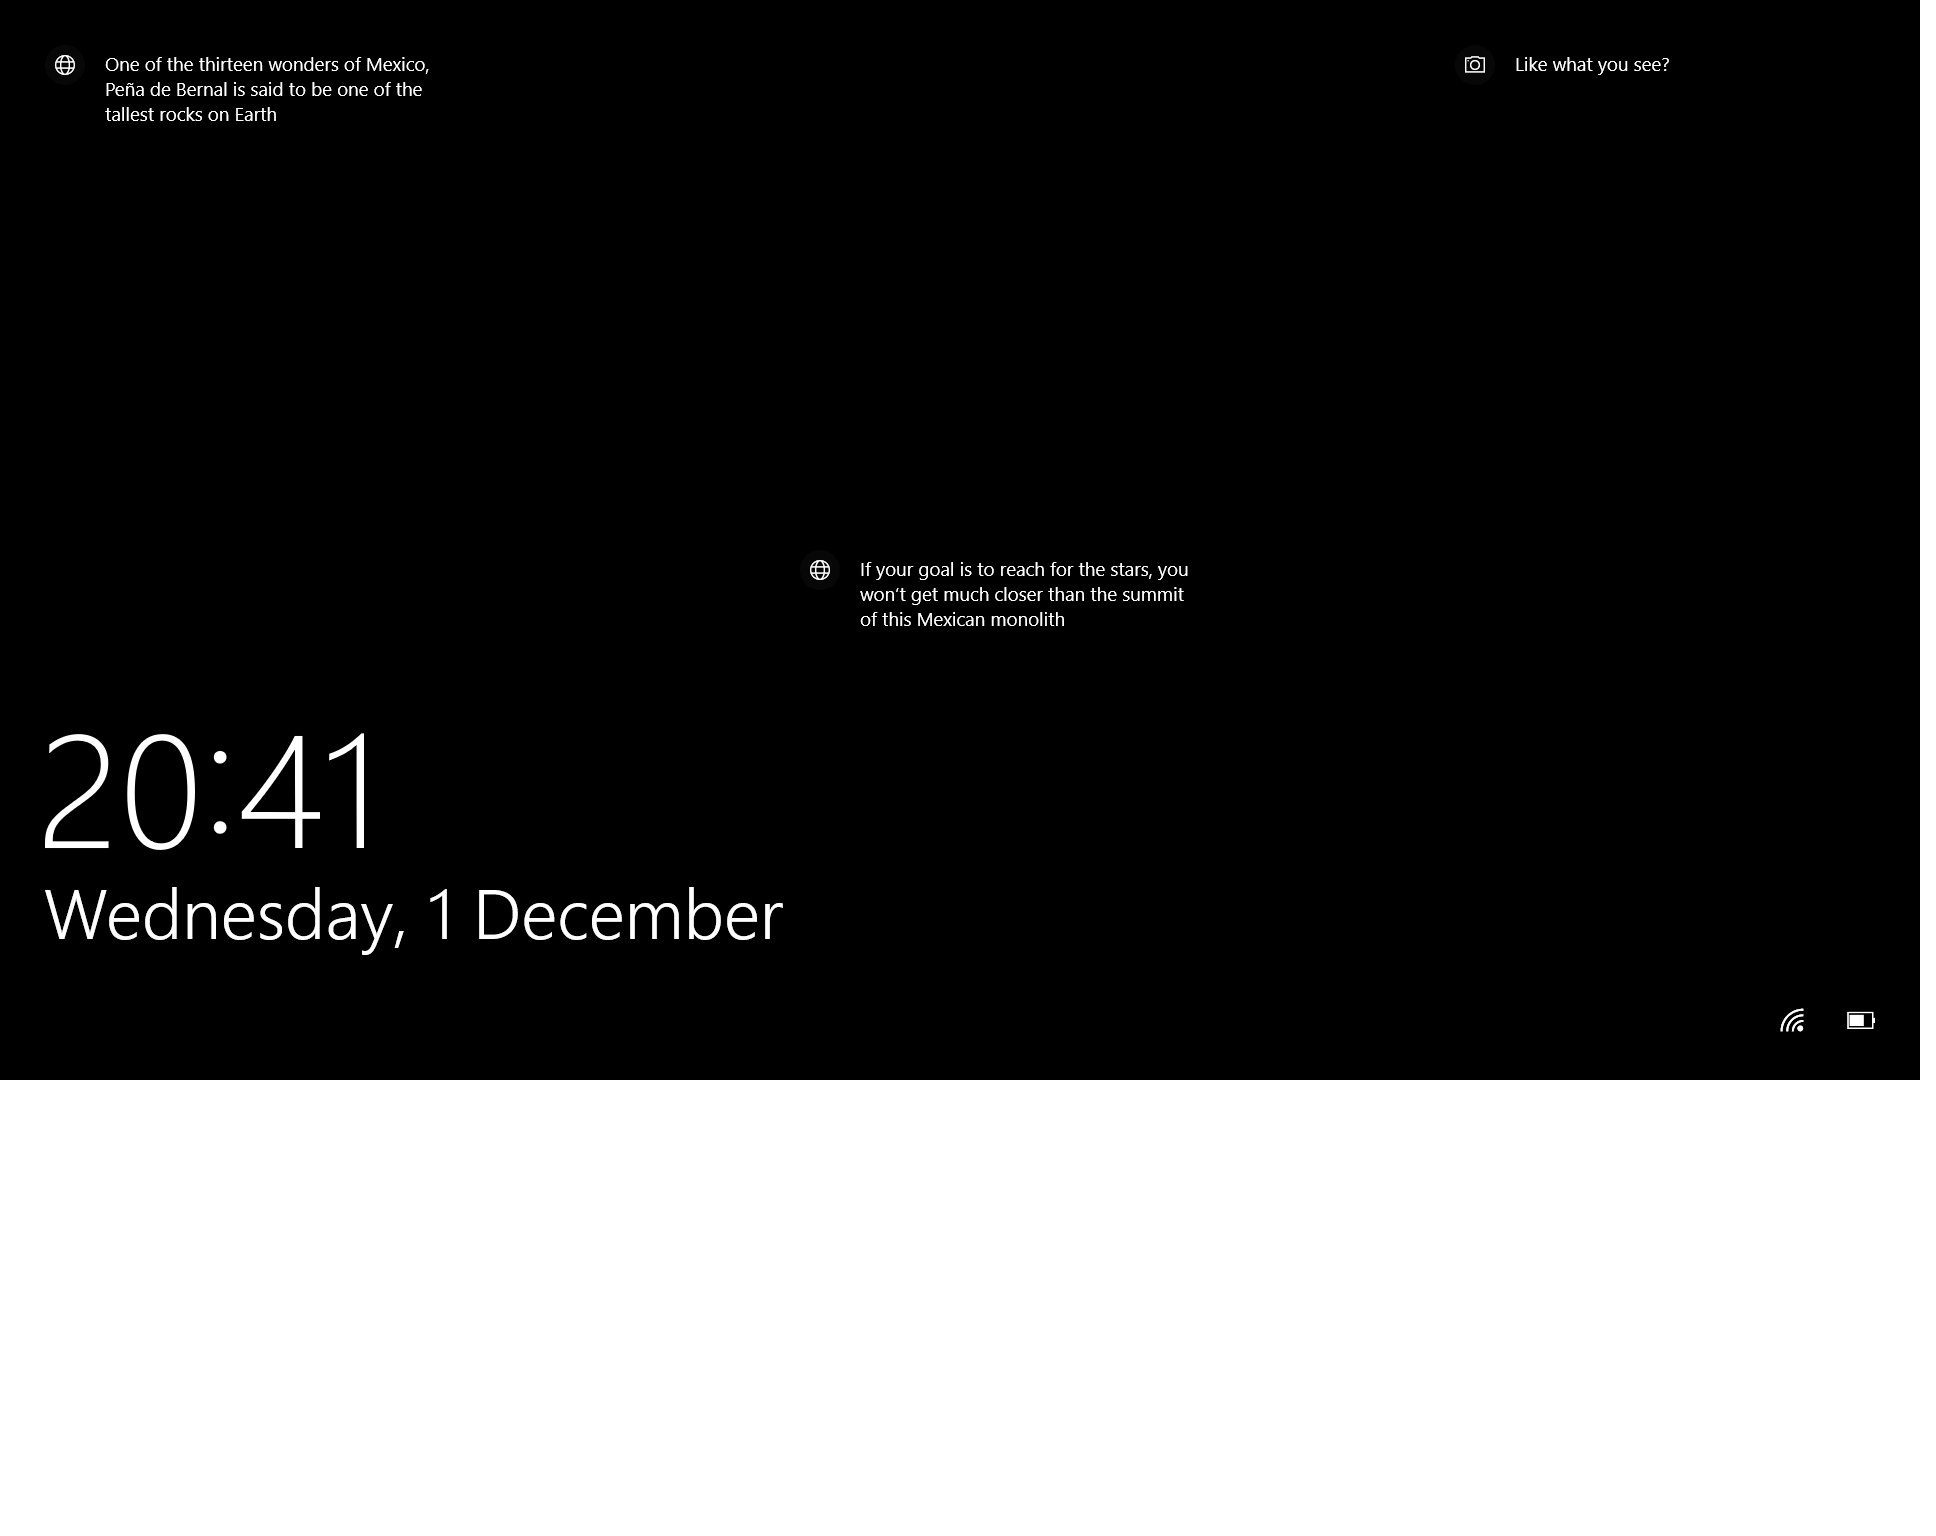 One of the thirteen wonders of Mexico,
Peña de Bernal is said to be one of the
tallest rocks on Earth
Like what you see?
If your goal is to reach for the stars, you
won't get much closer than the summit
of this Mexican monolith
20:41
Wednesday, 1 December